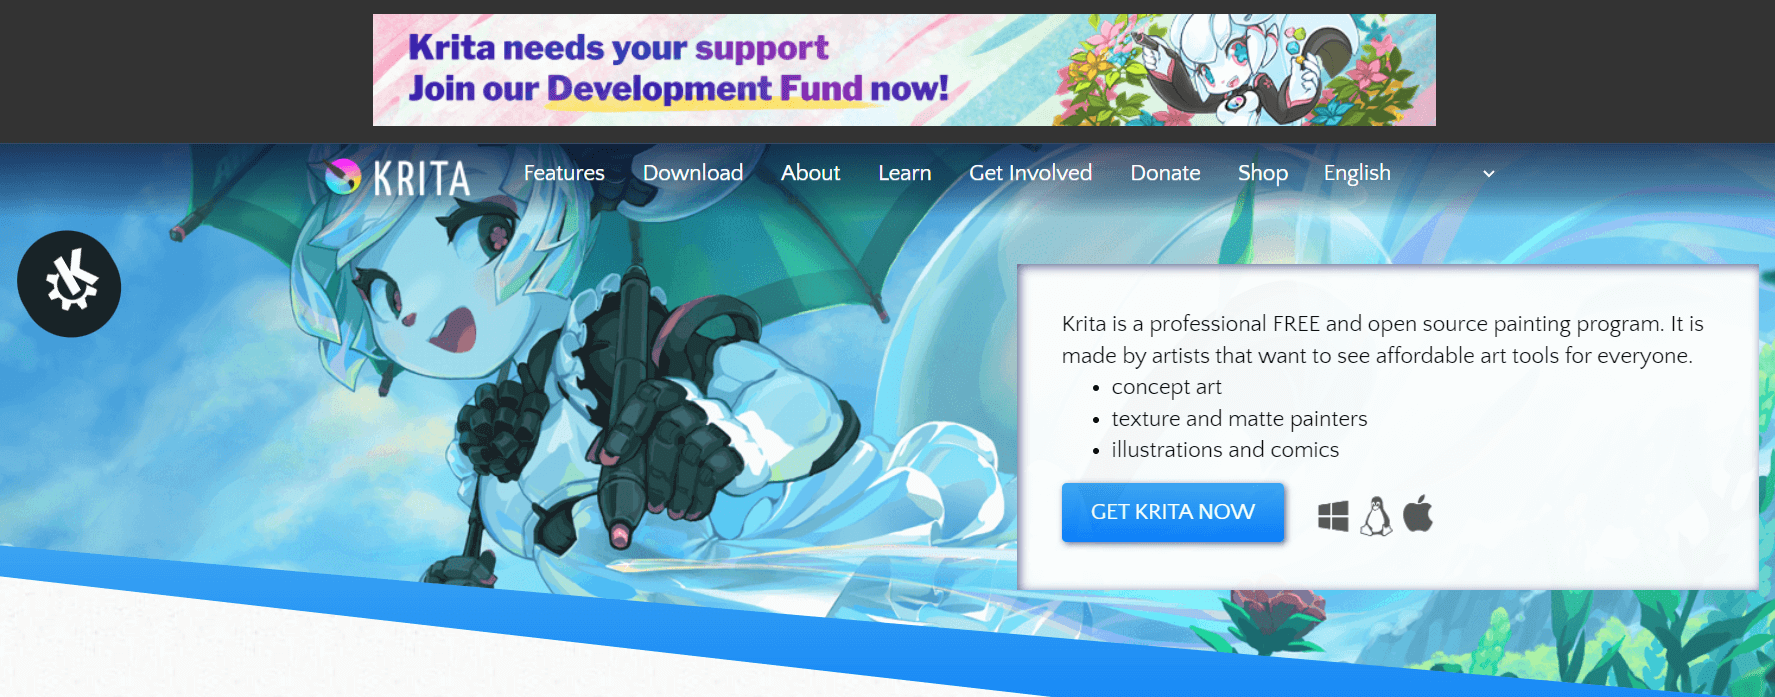 Krita needs your support
Join our Development Fund now!
KRITA
Features Download About Learn Get Involved Donate Shop English
Krita is a professional FREE and open source painting program. It is
made by artists that want to see affordable art tools for everyone.
• concept art
• texture and matte painters
• illustrations and comics
GET KRITA NOW